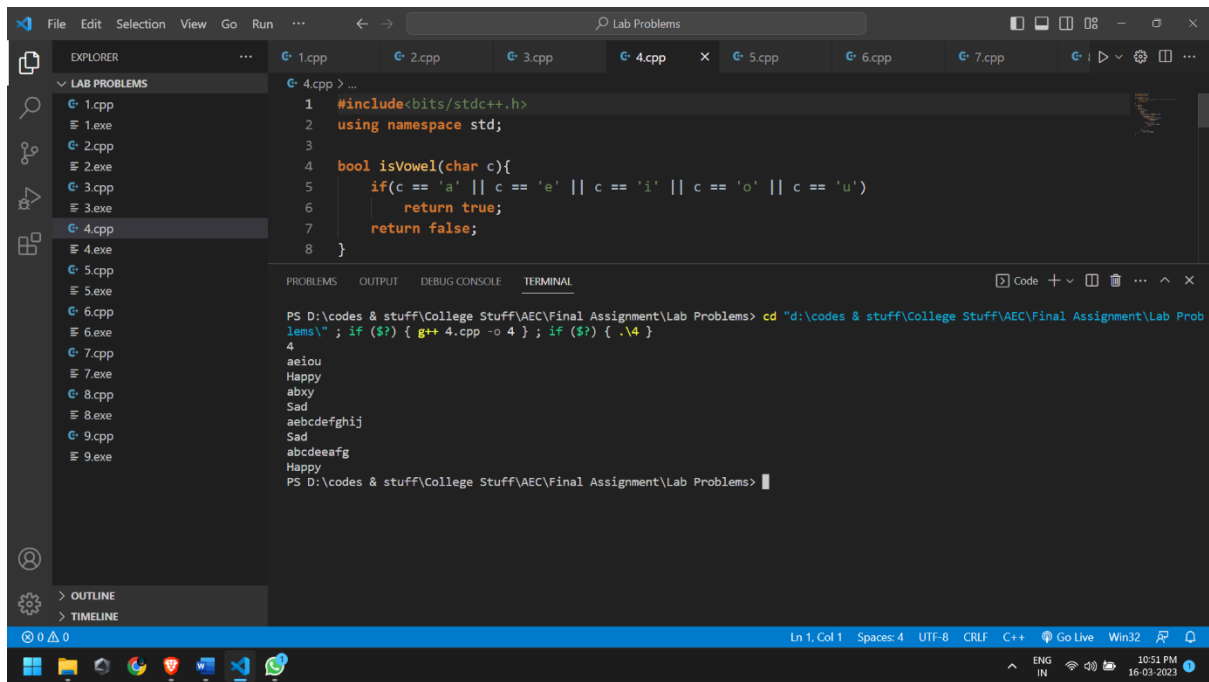 File Edit Selection View Go Run ··· ← → Lab Problems
EXPLORER ···
LAB PROBLEMS
1.cpp
1.exe
2.cpp
2.exe
3.cpp
3.exe
4.cpp
4.exe
5.cpp
5.exe
6.cpp
6.exe
7.cpp
7.exe
8.cpp
8.exe
9.cpp
9.exe
OUTLINE
TIMELINE
1.cpp 2.cpp 3.cpp 4.cpp × 5.cpp 6.cpp 7.cpp
4.cpp > ...
1 #include<bits/stdc++.h>
2 using namespace std;
3
4 bool isVowel(char c){
5 if(c == 'a' || c == 'e' || c == 'i' || c == 'o' || c == 'u')
6 return true;
7 return false;
8 }
PROBLEMS OUTPUT DEBUG CONSOLE TERMINAL Code
PS D:\codes & stuff\College Stuff\AEC\Final Assignment\Lab Problems> cd "d:\codes & stuff\College Stuff\AEC\Final Assignment\Lab Prob
lems\" ; if ($?) { g++ 4.cpp -o 4 } ; if ($?) { .\4 }
4
aeiou
Happy
abxy
Sad
aebcdefghij
Sad
abcdeeafg
Happy
PS D:\codes & stuff\College Stuff\AEC\Final Assignment\Lab Problems>
0 0 Ln 1, Col 1 Spaces: 4 UTF-8 CRLF C++ Go Live Win32
ENG 10:51 PM
IN 16-03-2023 1